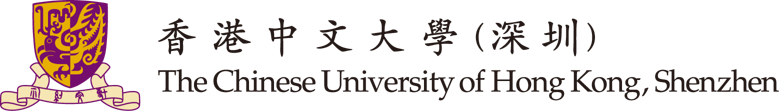 香港中文大學(深圳)
The Chinese University of Hong Kong, Shenzhen